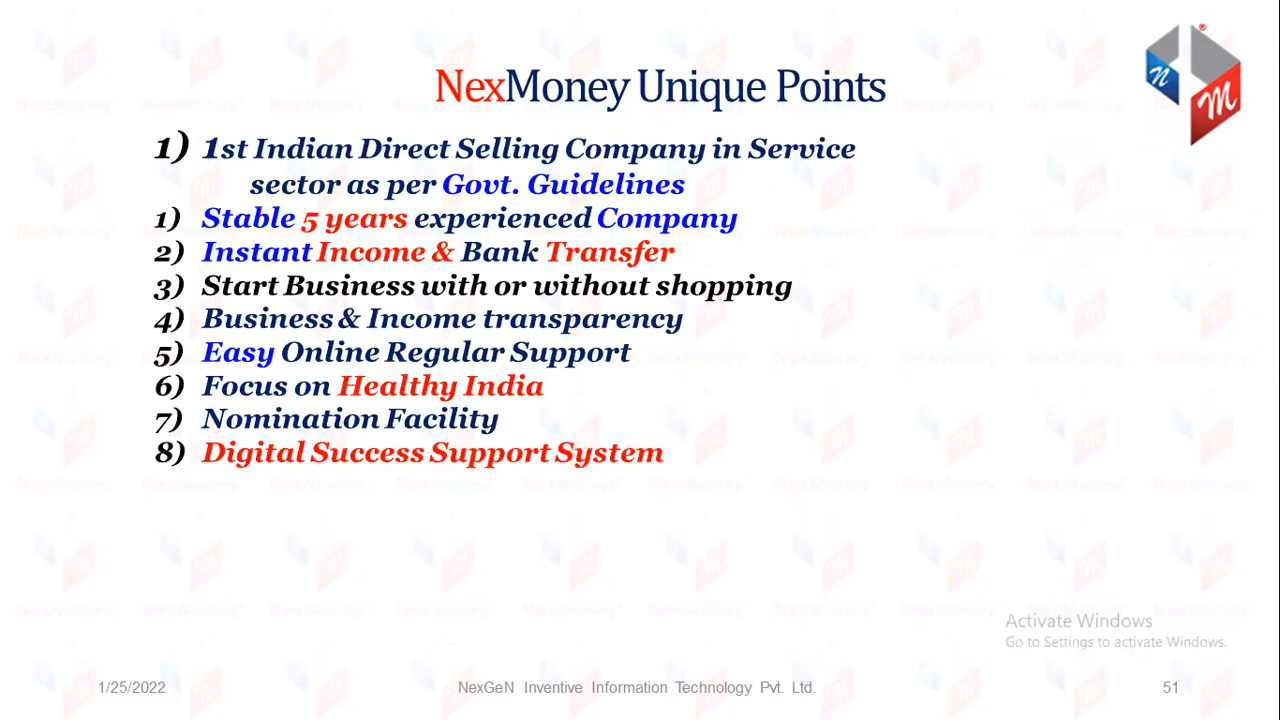 NexMoney Unique Points
1) 1st Indian Direct Selling Company in Service
sector as per Govt. Guidelines
1) Stable 5 years experienced Company
2) Instant Income & Bank Transfer
3) Start Business with or without shopping
4) Business & Income transparency
5) Easy Online Regular Support
6) Focus on Healthy India
7) Nomination Facility
8) Digital Success Support System
Activate Windows
Go to Settings to activate Windows.
1/25/2022 NexGeN Inventive Information Technology Pvt. Ltd. 51
n M